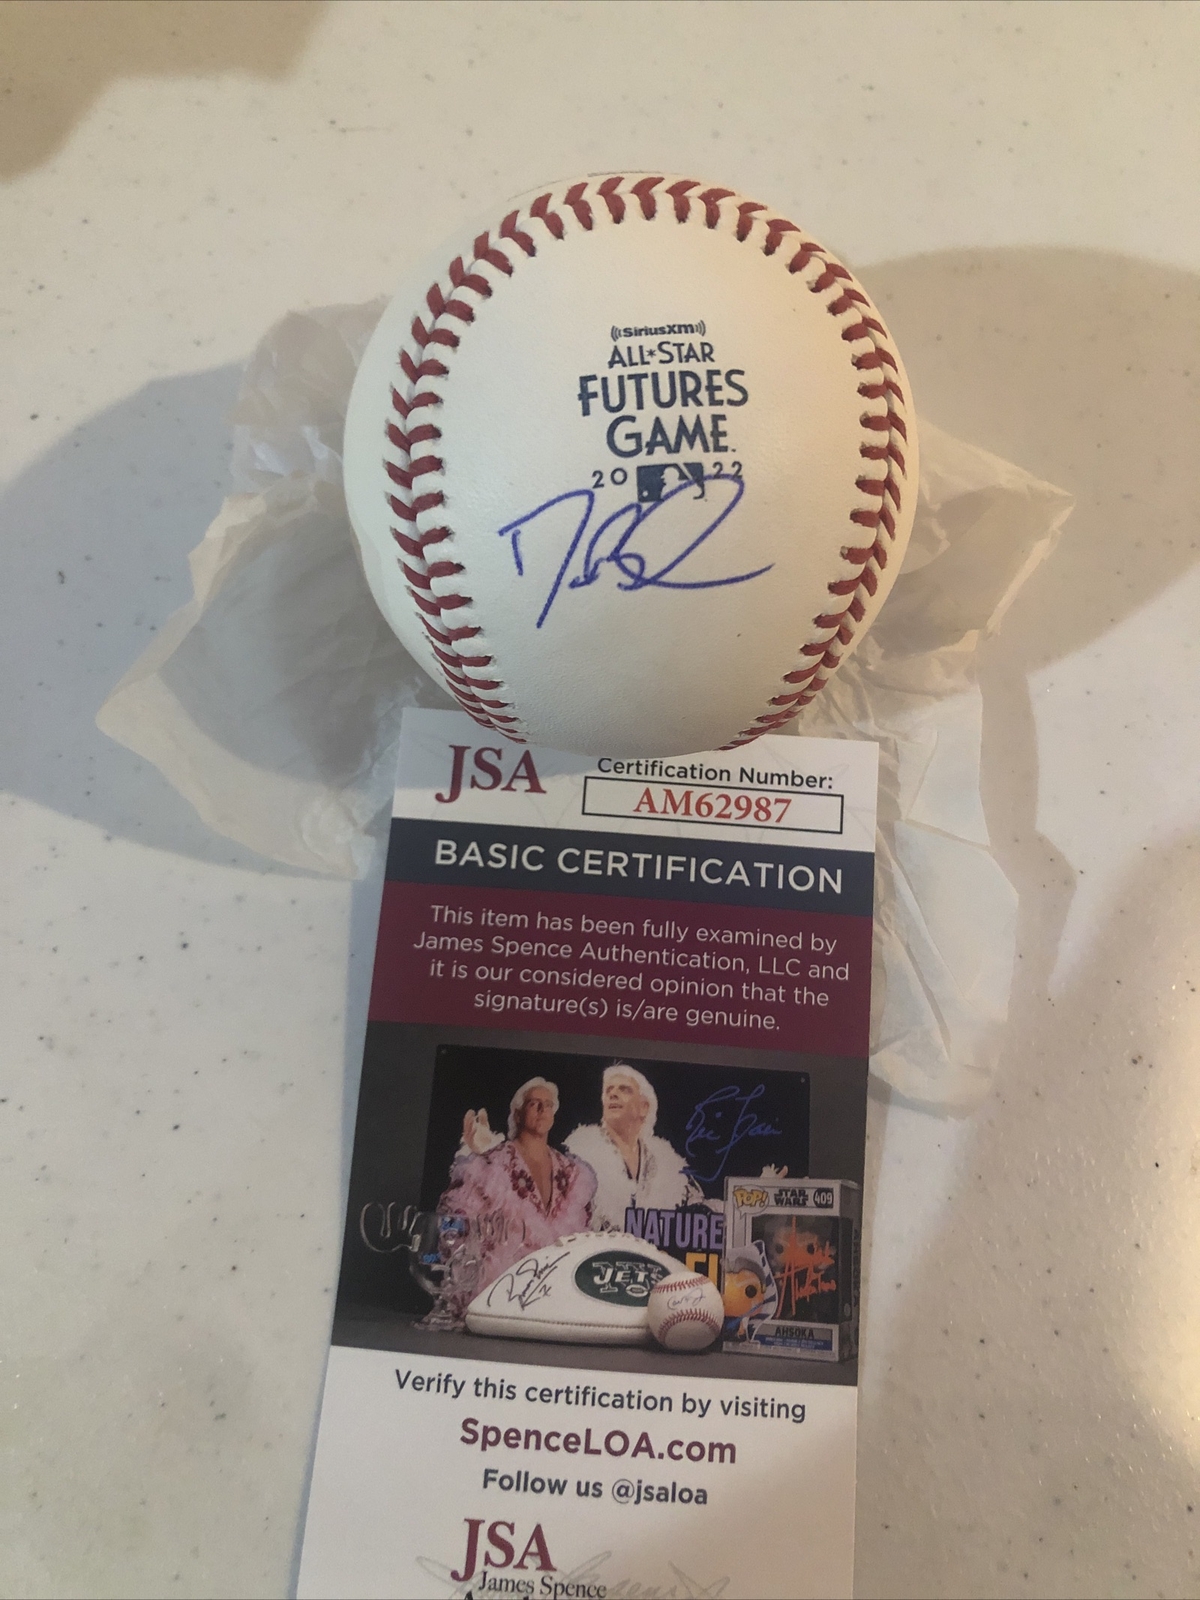 ((SiriusXM))
ALL★STAR
FUTURES
GAME.
20 22
JSA
Certification Number:
AM62987
BASIC CERTIFICATION
This item has been fully examined by
James Spence Authentication, LLC and
it is our considered opinion that the
signature(s) is/are genuine.
Ric Flair
NATURE
POP!
STAR
WARS
409
JETS
AHSOKA
Verify this certification by visiting
SpenceLOA.com
Follow us @jsaloa
JSA
James Spence